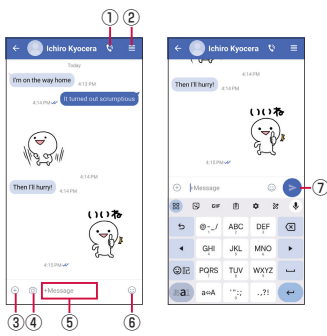 ① ②
Ichiro Kyocera
Today
I'm on the way home
4:13 PM
It turned out scrumptious
4:14 PM
4:14 PM
Then I'll hurry!
4:14 PM
いいね
4:15 PM
+Message
③ ④ ⑤ ⑥
Ichiro Kyocera
4:14 PM
Then I'll hurry!
4:14 PM
いいね
4:15 PM
+Message
⑦
GIF
@-_/ ABC DEF
GHI JKL MNO
PQRS TUV WXYZ
a a⇔A '":; .,?!